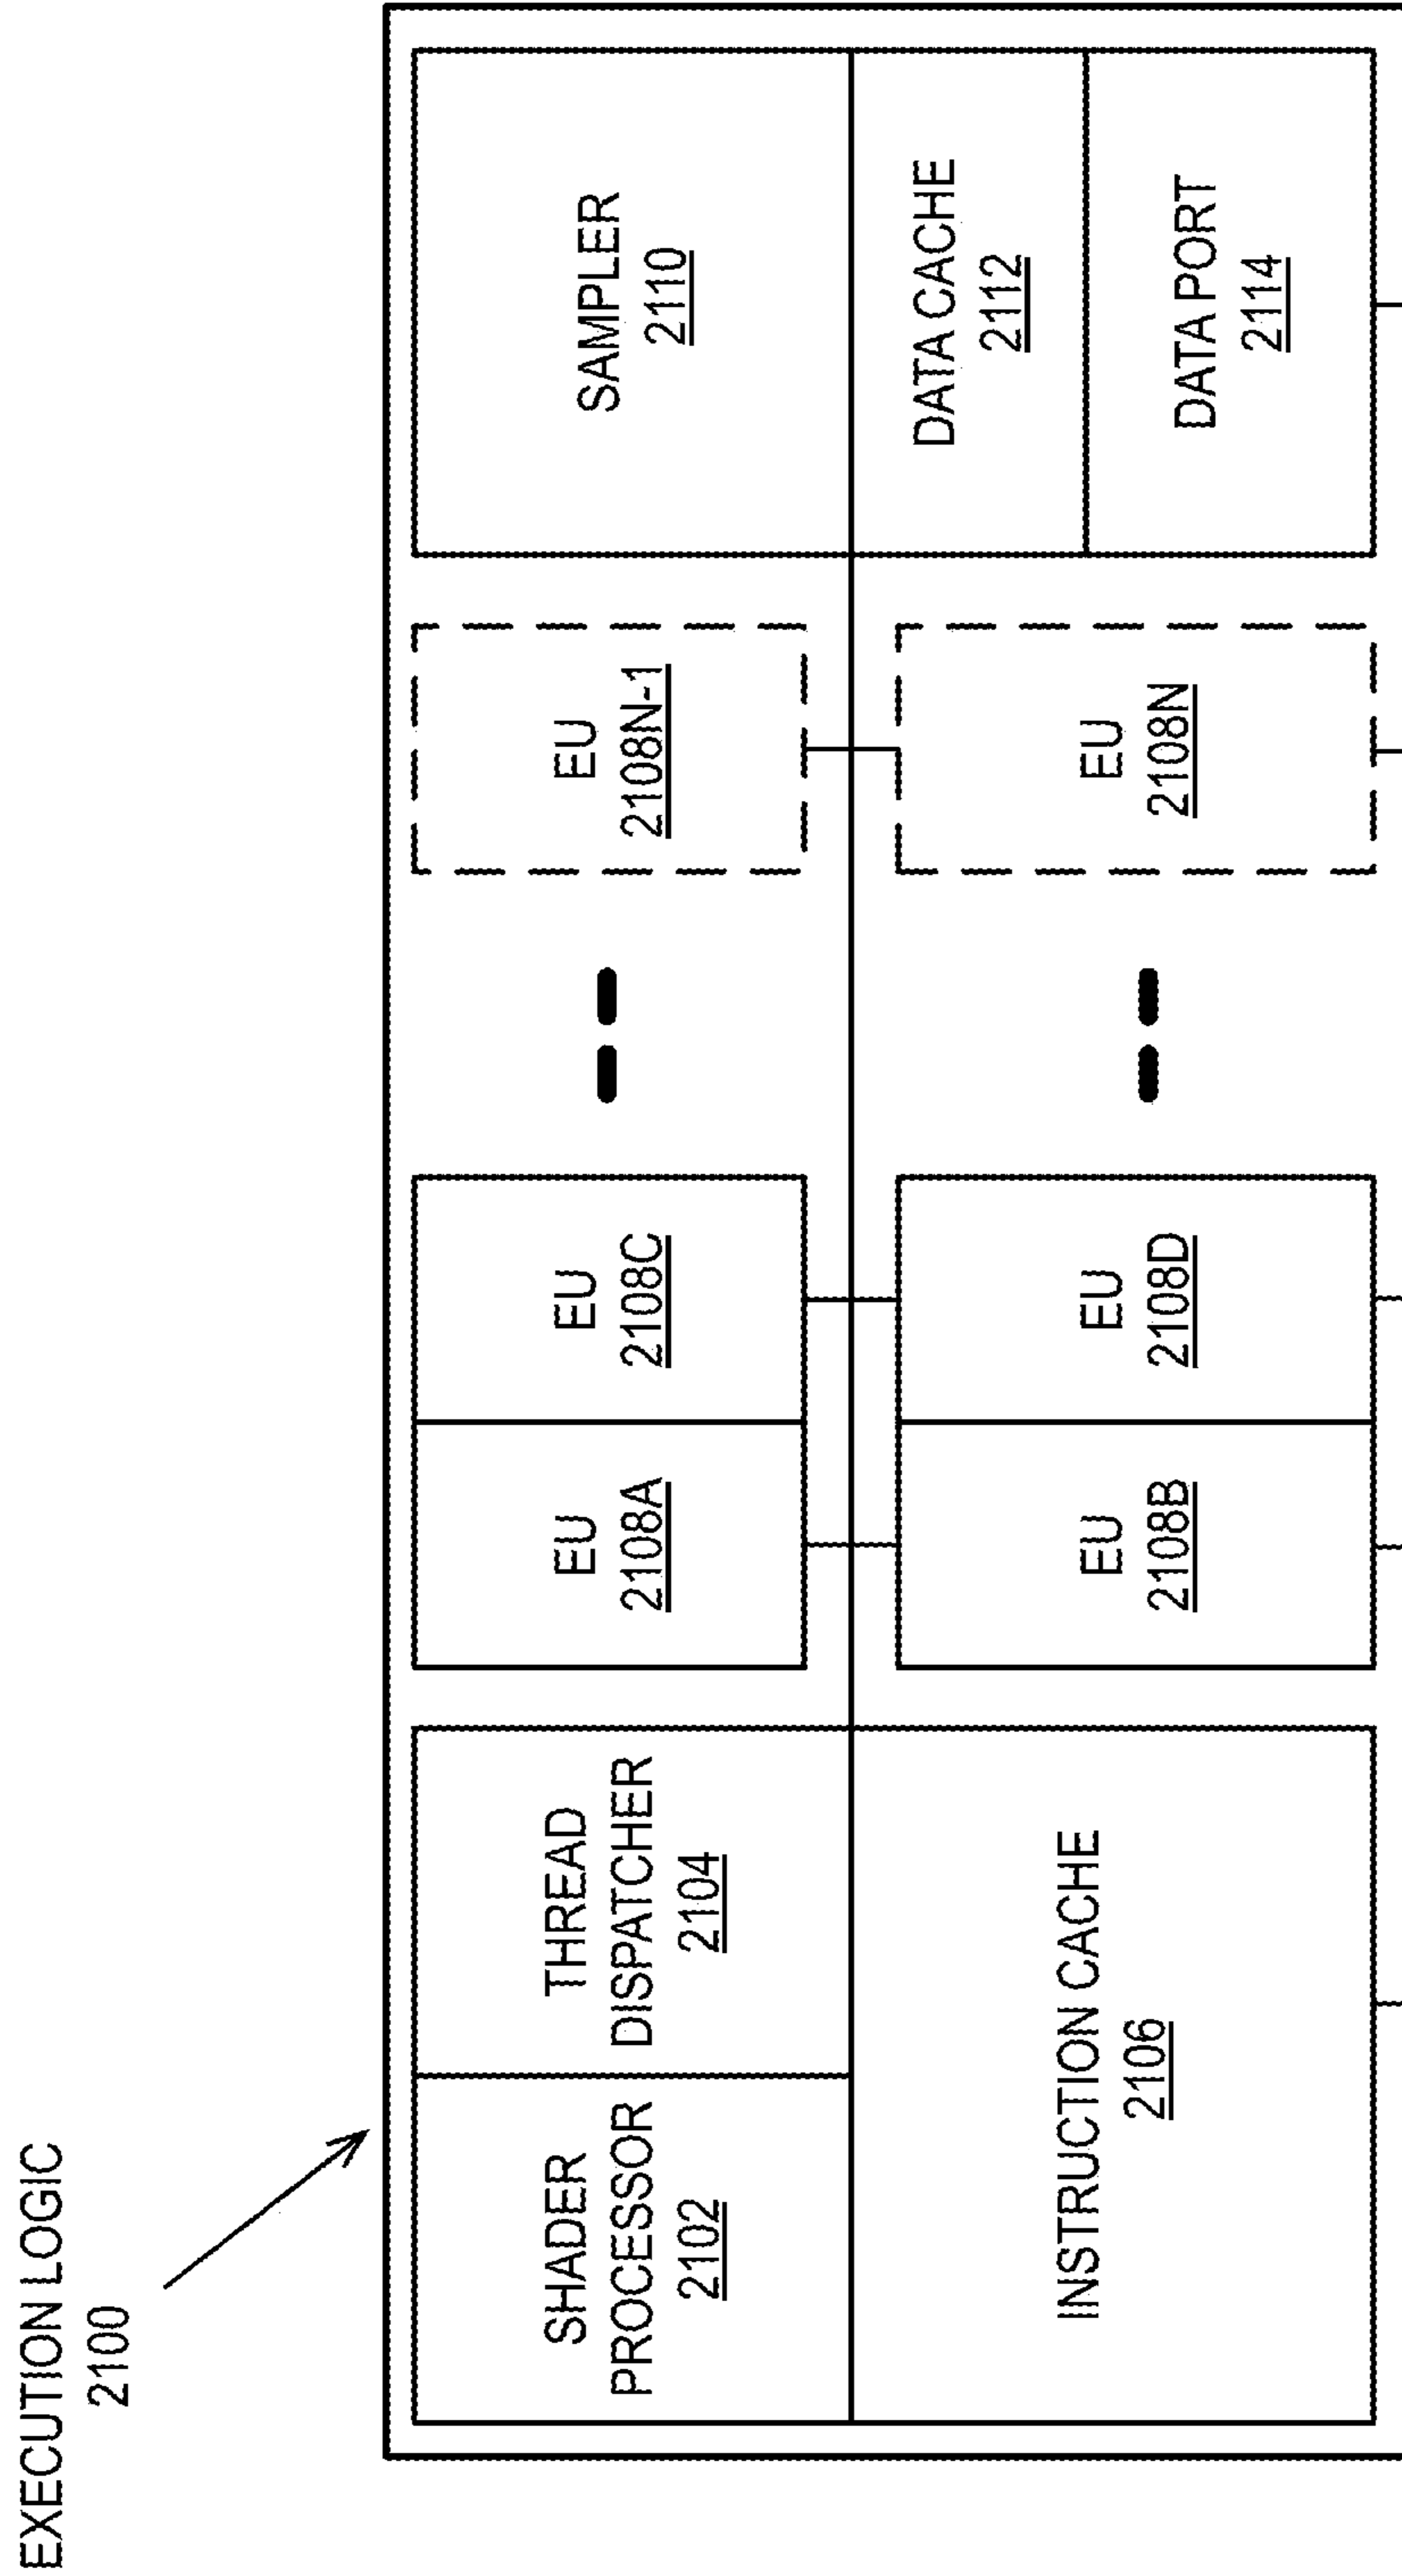 EXECUTION LOGIC
2100
SHADER
PROCESSOR
2102
THREAD
DISPATCHER
2104
INSTRUCTION CACHE
2106
EU
2108A
EU
2108C
EU
2108B
EU
2108D
EU
2108N-1
EU
2108N
SAMPLER
2110
DATA CACHE
2112
DATA PORT
2114